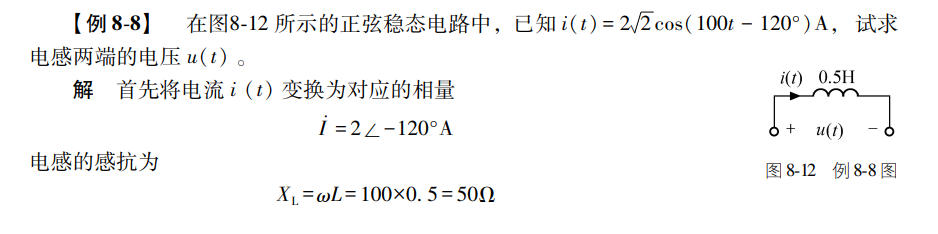 【例 8-8】 在图8-12 所示的正弦稳态电路中，已知 i(t) = 2√2cos(100t − 120°)A，试求
电感两端的电压 u(t) 。
解 首先将电流 i (t) 变换为对应的相量
İ = 2∠−120°A
电感的感抗为
X_L = ωL = 100×0. 5 = 50Ω
i(t) 0.5H
+ u(t) −
图 8-12 例 8-8 图